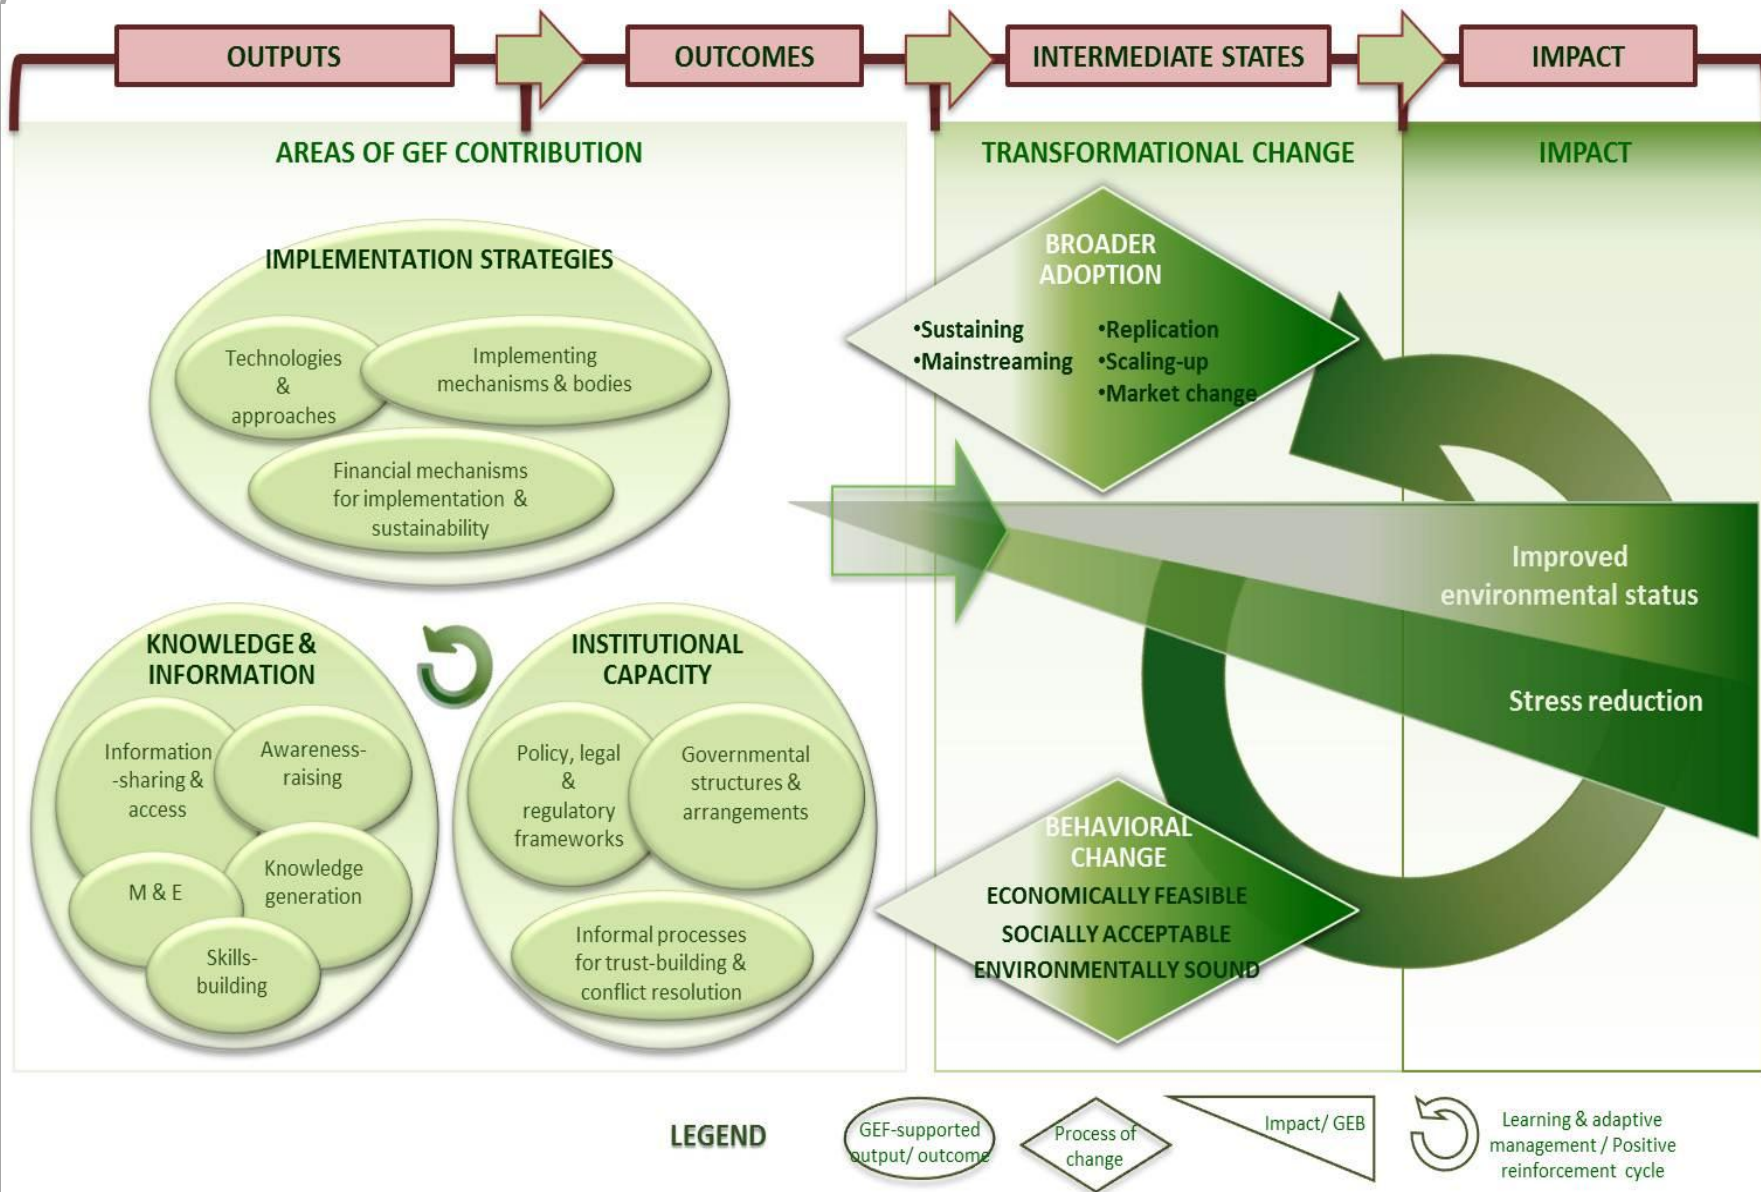 OUTPUTS
OUTCOMES
INTERMEDIATE STATES
IMPACT
AREAS OF GEF CONTRIBUTION
TRANSFORMATIONAL CHANGE
IMPACT
IMPLEMENTATION STRATEGIES
Technologies
&
approaches
Implementing
mechanisms & bodies
Financial mechanisms
for implementation &
sustainability
KNOWLEDGE &
INFORMATION
Information
-sharing &
access
Awareness-
raising
Knowledge
generation
M & E
Skills-
building
INSTITUTIONAL
CAPACITY
Policy, legal
&
regulatory
frameworks
Governmental
structures &
arrangements
Informal processes
for trust-building &
conflict resolution
BROADER
ADOPTION
•Sustaining
•Mainstreaming
•Replication
•Scaling-up
•Market change
Improved
environmental status
Stress reduction
BEHAVIORAL
CHANGE
ECONOMICALLY FEASIBLE
SOCIALLY ACCEPTABLE
ENVIRONMENTALLY SOUND
LEGEND
GEF-supported
output/ outcome
Process of
change
Impact/ GEB
Learning & adaptive
management / Positive
reinforcement cycle